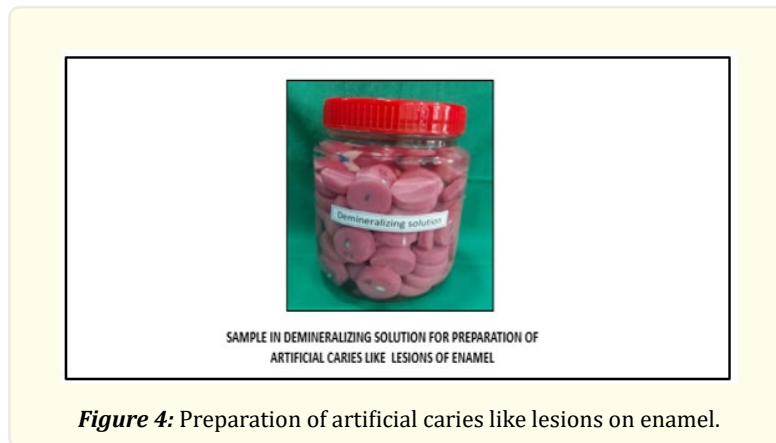 Demineralizing solution
SAMPLE IN DEMINERALIZING SOLUTION FOR PREPARATION OF
ARTIFICIAL CARIES LIKE LESIONS OF ENAMEL
Figure 4: Preparation of artificial caries like lesions on enamel.